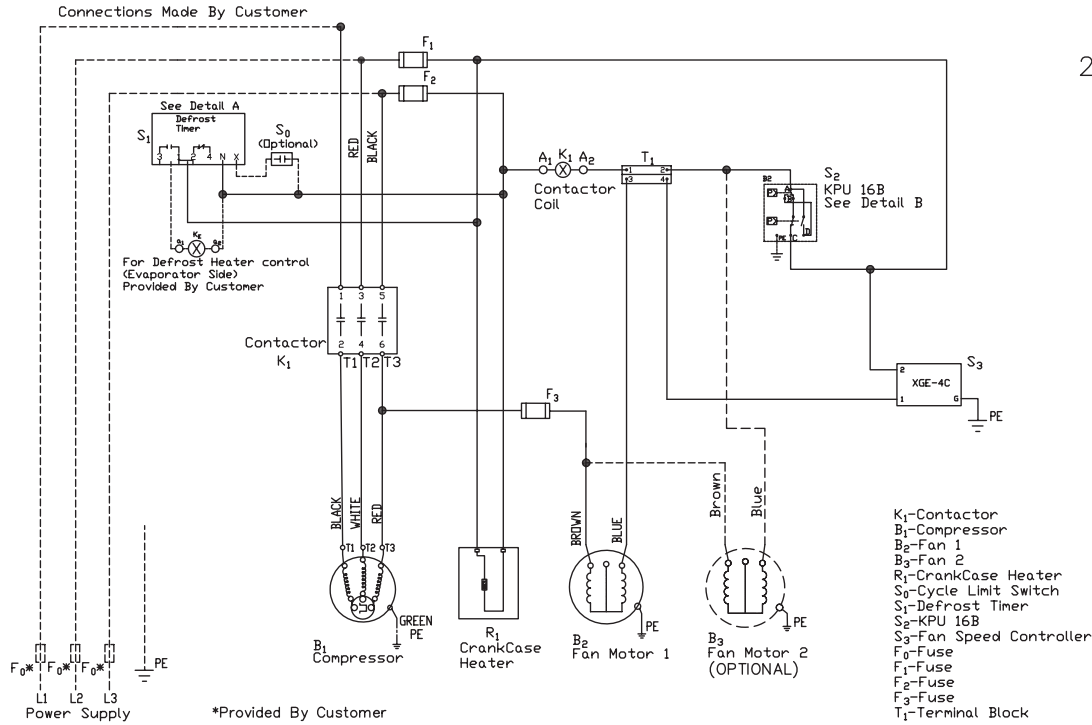 Connections Made By Customer
F1
2
F2
See Detail A
Defrost
Timer
S1
3 2 4 N X
S0
(Optional)
RED
BLACK
A1 K1 A2
Contactor
Coil
T1
1 2
3 4
B2
A
P
P
D
PE C
S2
KPU 16B
See Detail B
KE
For Defrost Heater control
(Evaporator Side)
Provided By Customer
1 3 5
2 4 6
Contactor
K1
T1 T2 T3
S3
2
XGE-4C
1 G
PE
F3
BLACK
WHITE
RED
BROWN
BLUE
Brown
Blue
T1 T2 T3
GREEN
PE
B1
Compressor
R1
CrankCase
Heater
PE
B2
Fan Motor 1
PE
B3
Fan Motor 2
(OPTIONAL)
K1-Contactor
B1-Compressor
B2-Fan 1
B3-Fan 2
R1-CrankCase Heater
S0-Cycle Limit Switch
S1-Defrost Timer
S2-KPU 16B
S3-Fan Speed Controller
F0-Fuse
F1-Fuse
F2-Fuse
F3-Fuse
T1-Terminal Block
F0* F0* F0*
PE
L1 L2 L3
Power Supply
*Provided By Customer